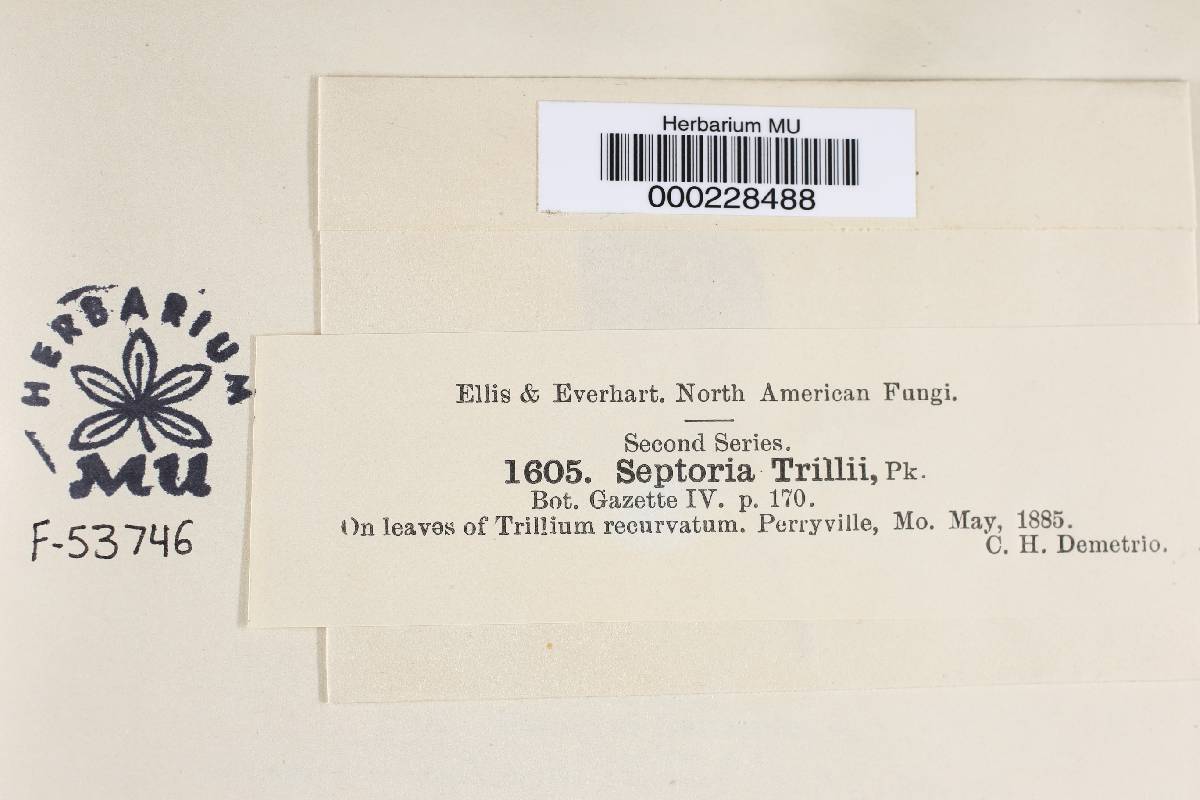 Herbarium MU
000228488
HERBARIUM
MU
F-53746
Ellis & Everhart. North American Fungi.
Second Series.
1605. Septoria Trillii, Pk.
Bot. Gazette IV. p. 170.
On leaves of Trillium recurvatum. Perryville, Mo. May, 1885.
C. H. Demetrio.